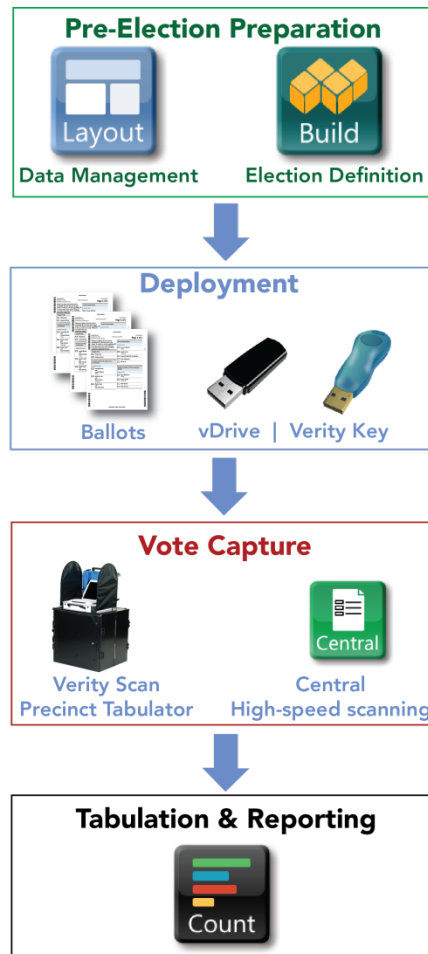 Pre-Election Preparation
Layout
Build
Data Management
Election Definition
Deployment
Ballots
vDrive | Verity Key
Vote Capture
Central
Verity Scan
Precinct Tabulator
Central
High-speed scanning
Tabulation & Reporting
Count